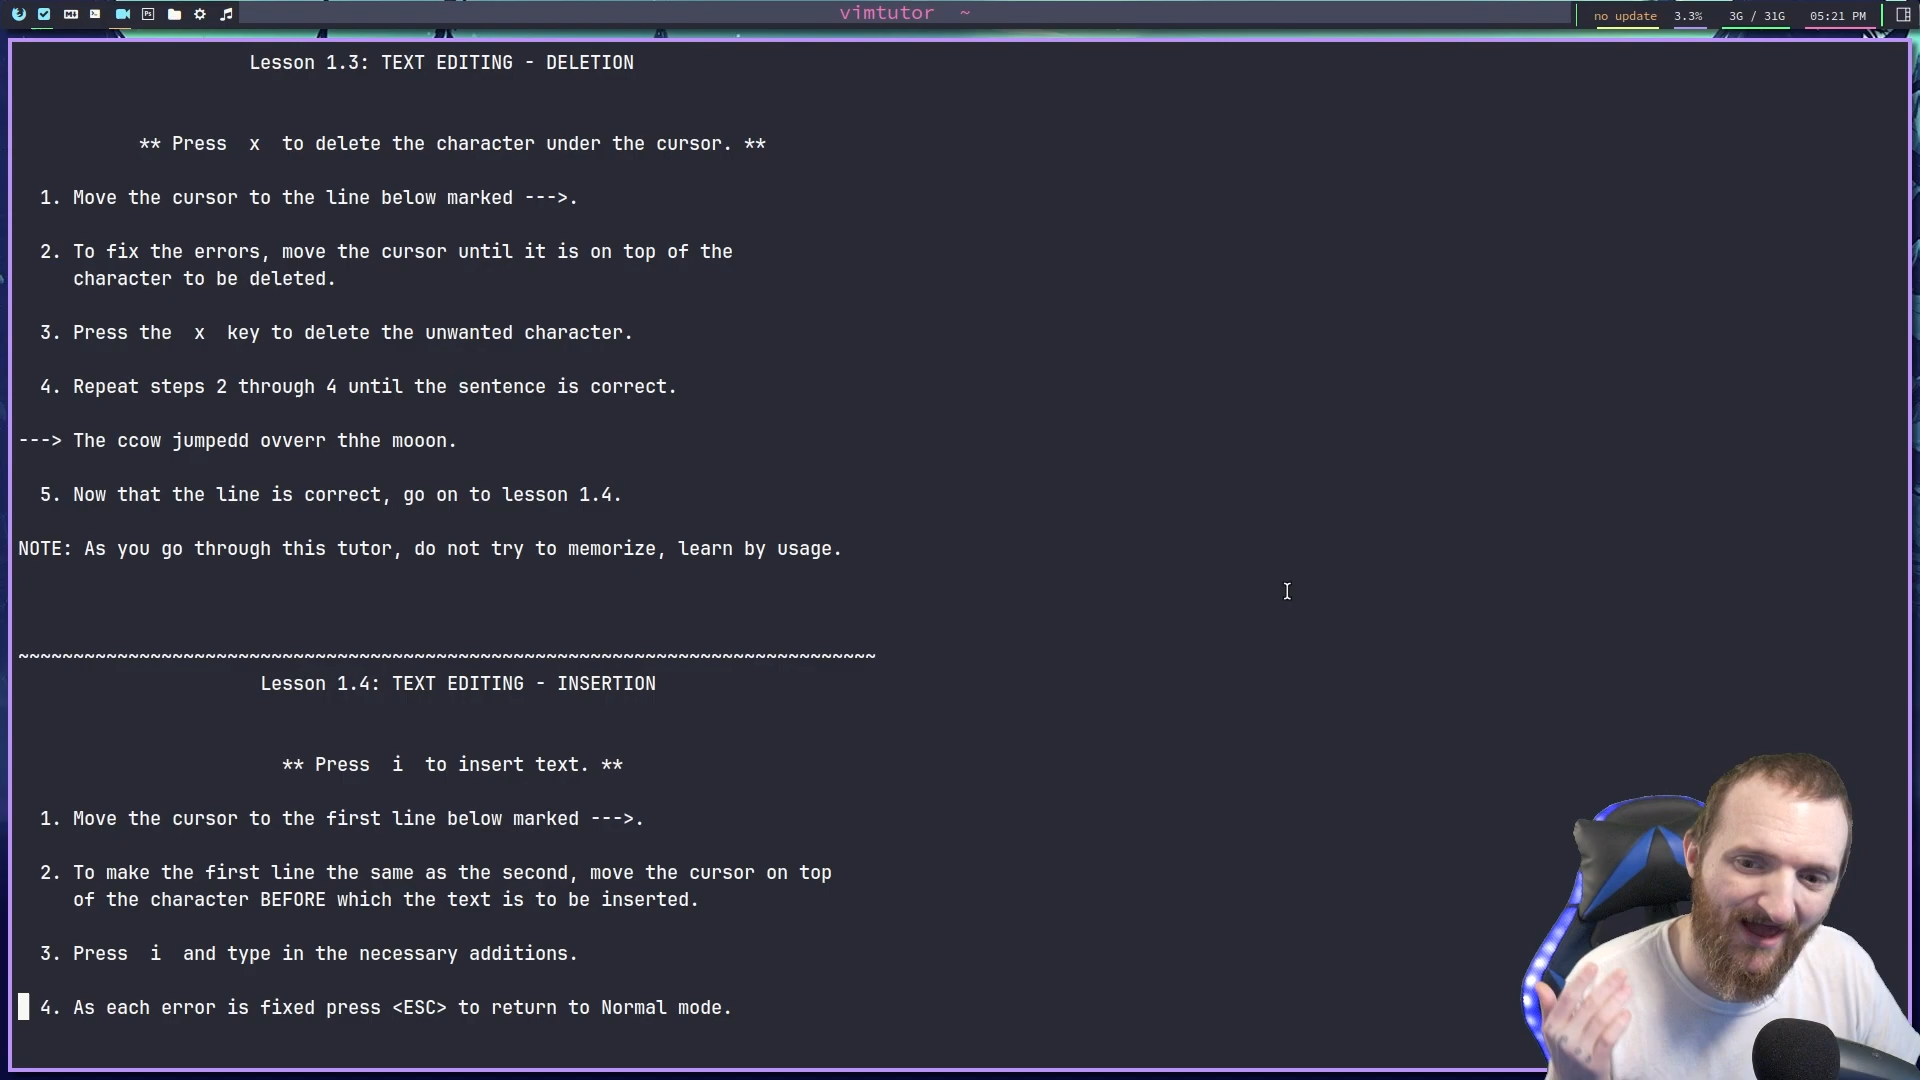 vimtutor ~
no update 3.3% 3G / 31G 05:21 PM
Lesson 1.3: TEXT EDITING - DELETION
** Press x to delete the character under the cursor. **
1. Move the cursor to the line below marked --->.
2. To fix the errors, move the cursor until it is on top of the
character to be deleted.
3. Press the x key to delete the unwanted character.
4. Repeat steps 2 through 4 until the sentence is correct.
---> The ccow jumpedd ovverr thhe mooon.
5. Now that the line is correct, go on to lesson 1.4.
NOTE: As you go through this tutor, do not try to memorize, learn by usage.
~~~~~~~~~~~~~~~~~~~~~~~~~~~~~~~~~~~~~~~~~~~~~~~~~~~~~~~~~~~~~~~~~~~~~~~~~~~~~~
Lesson 1.4: TEXT EDITING - INSERTION
** Press i to insert text. **
1. Move the cursor to the first line below marked --->.
2. To make the first line the same as the second, move the cursor on top
of the character BEFORE which the text is to be inserted.
3. Press i and type in the necessary additions.
4. As each error is fixed press <ESC> to return to Normal mode.